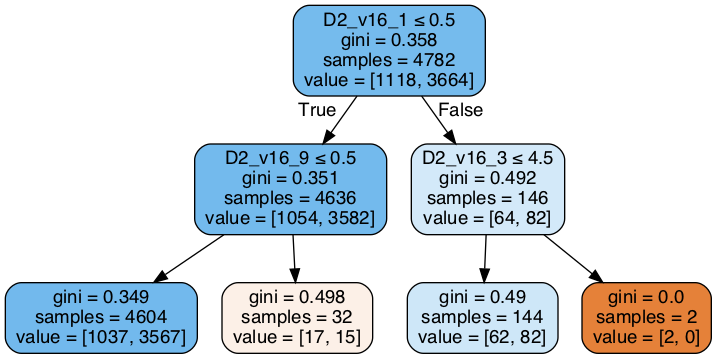 D2_v16_1 ≤ 0.5
gini = 0.358
samples = 4782
value = [1118, 3664]
True
False
D2_v16_9 ≤ 0.5
gini = 0.351
samples = 4636
value = [1054, 3582]
D2_v16_3 ≤ 4.5
gini = 0.492
samples = 146
value = [64, 82]
gini = 0.349
samples = 4604
value = [1037, 3567]
gini = 0.498
samples = 32
value = [17, 15]
gini = 0.49
samples = 144
value = [62, 82]
gini = 0.0
samples = 2
value = [2, 0]